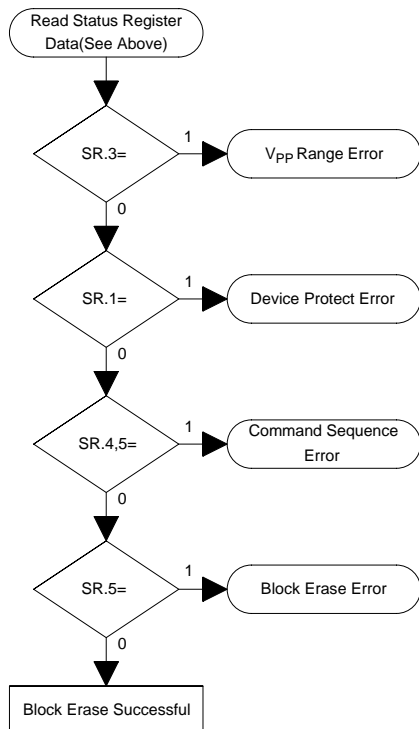 Read Status Register
Data(See Above)
SR.3=
1
VPP Range Error
0
SR.1=
1
Device Protect Error
0
SR.4,5=
1
Command Sequence
Error
0
SR.5=
1
Block Erase Error
0
Block Erase Successful